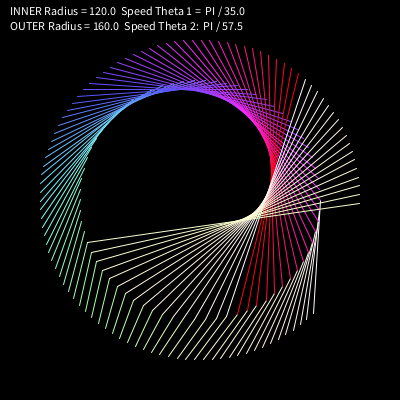 INNER Radius = 120.0  Speed Theta 1 =  PI / 35.0
OUTER Radius = 160.0  Speed Theta 2:  PI / 57.5